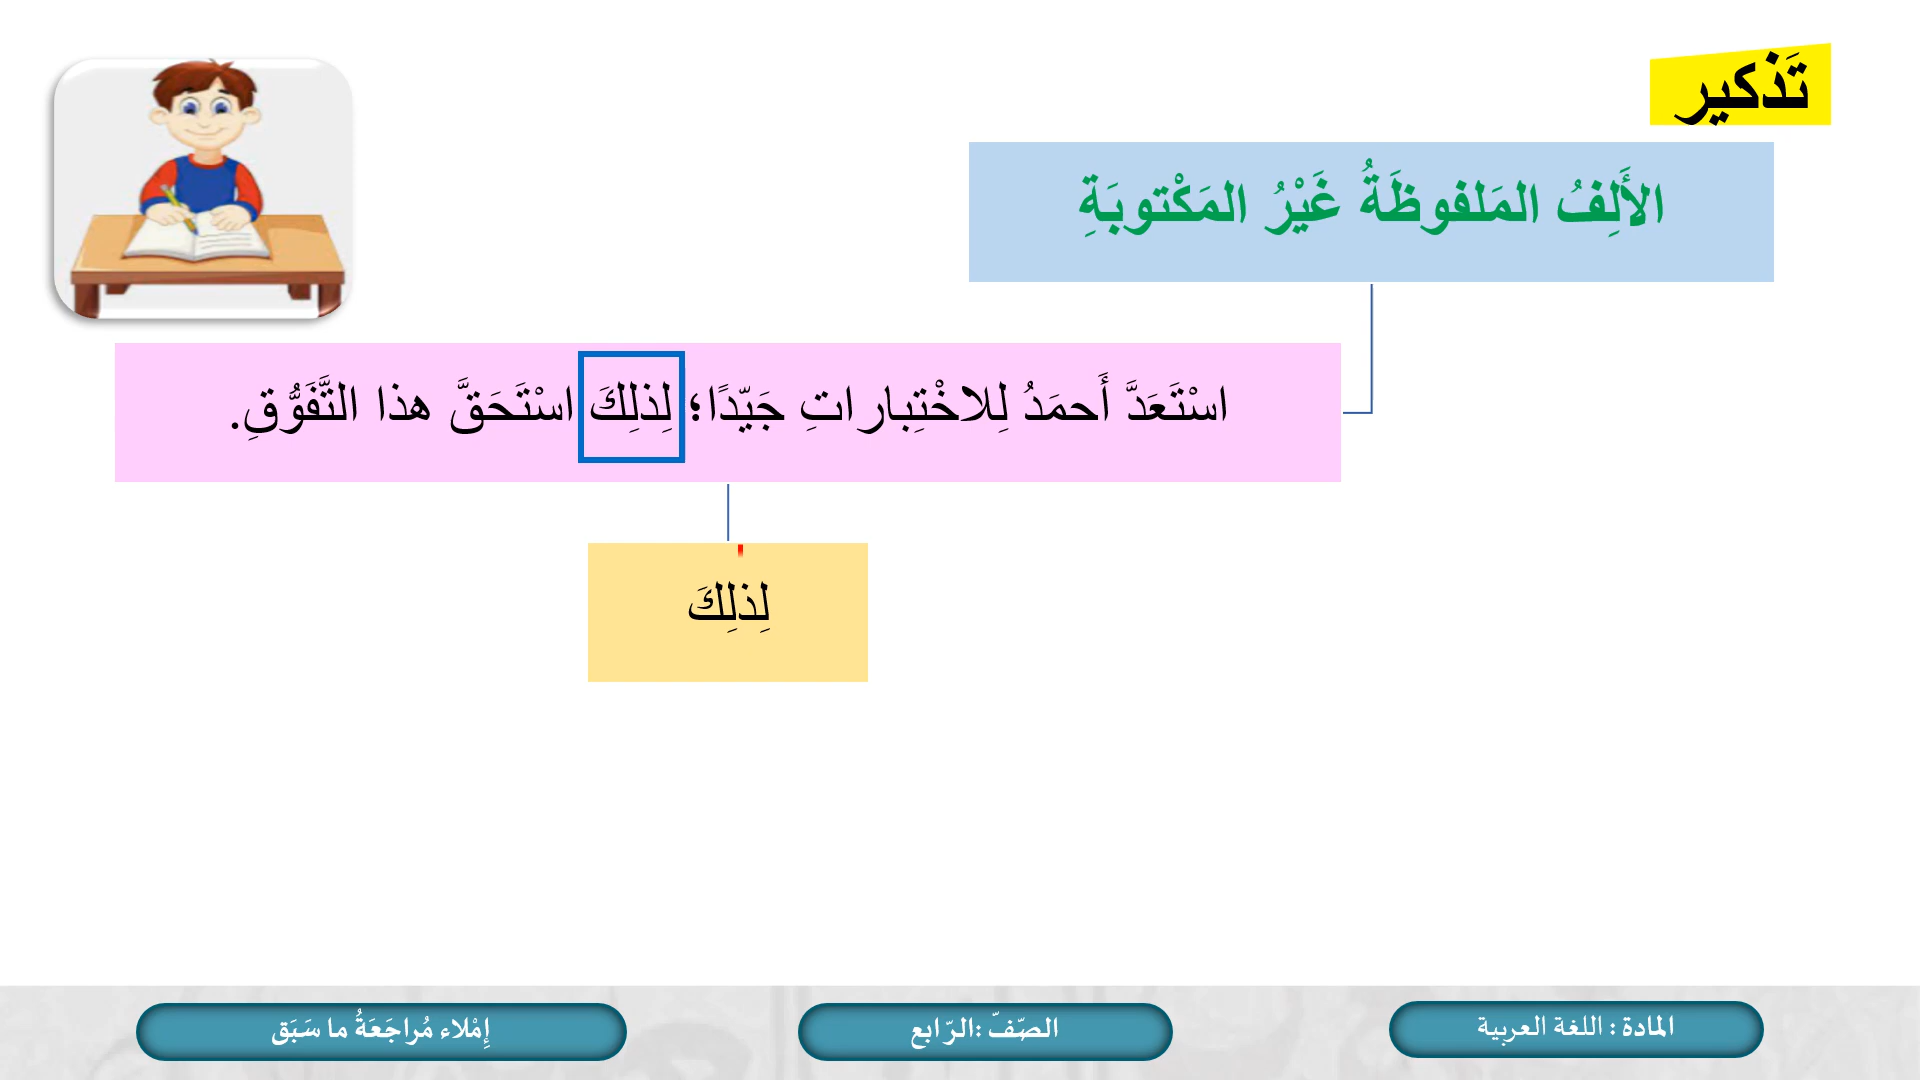 تَذكير
الأَلِفُ المَلفوظَةُ غَيْرُ المَكْتوبَةِ
اسْتَعَدَّ أَحمَدُ لِلاخْتِباراتِ جَيّدًا؛ لِذلِكَ اسْتَحَقَّ هذا التَّفَوُّقِ.
لِذلِكَ
المادة : اللغة العربية
الصّفّ :الرّابع
إِمْلاء مُراجَعَةُ ما سَبَق